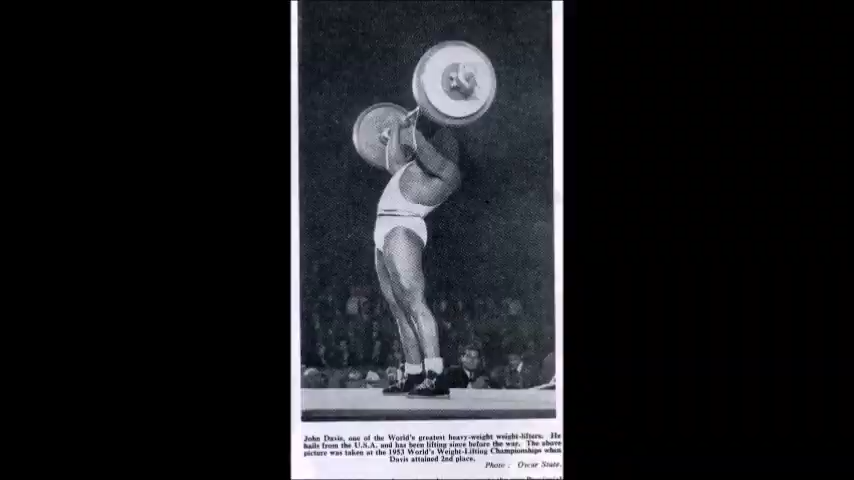 John Davis, one of the World's greatest heavy-weight weight-lifters. He
hails from the U.S.A. and has been lifting since before the war. The above
picture was taken at the 1953 World's Weight-Lifting Championships when
Davis attained 2nd place.
Photo : Oscar State.